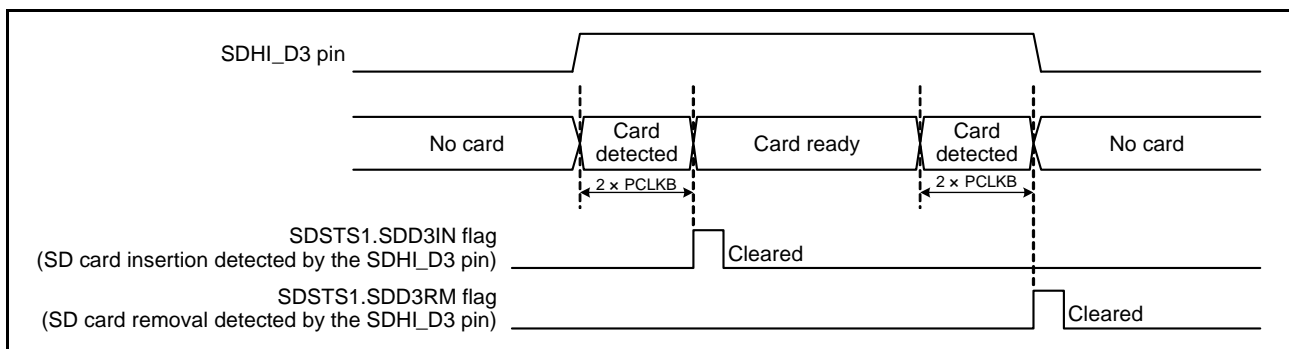 SDHI_D3 pin
No card
Card
detected
Card ready
Card
detected
No card
2 × PCLKB
2 × PCLKB
SDSTS1.SDD3IN flag
(SD card insertion detected by the SDHI_D3 pin)
Cleared
SDSTS1.SDD3RM flag
(SD card removal detected by the SDHI_D3 pin)
Cleared